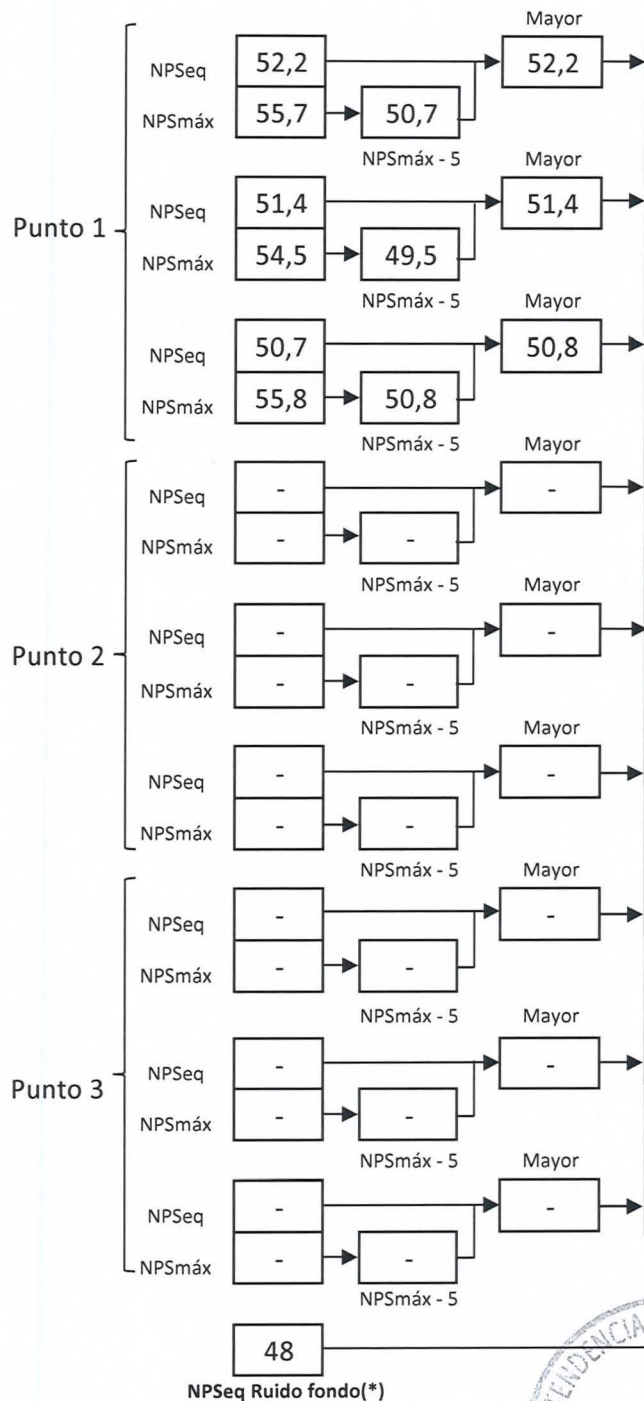 Mayor
NPSeq 52,2 52,2
NPSmáx 55,7 50,7
NPSmáx - 5 Mayor
Punto 1
NPSeq 51,4 51,4
NPSmáx 54,5 49,5
NPSmáx - 5 Mayor
NPSeq 50,7 50,8
NPSmáx 55,8 50,8
NPSmáx - 5 Mayor
NPSeq - -
NPSmáx - -
NPSmáx - 5 Mayor
Punto 2
NPSeq - -
NPSmáx - -
NPSmáx - 5 Mayor
NPSeq - -
NPSmáx - -
NPSmáx - 5 Mayor
NPSeq - -
NPSmáx - -
NPSmáx - 5 Mayor
Punto 3
NPSeq - -
NPSmáx - -
NPSmáx - 5 Mayor
NPSeq - -
NPSmáx - -
NPSmáx - 5
48
NPSeq Ruido fondo(*)